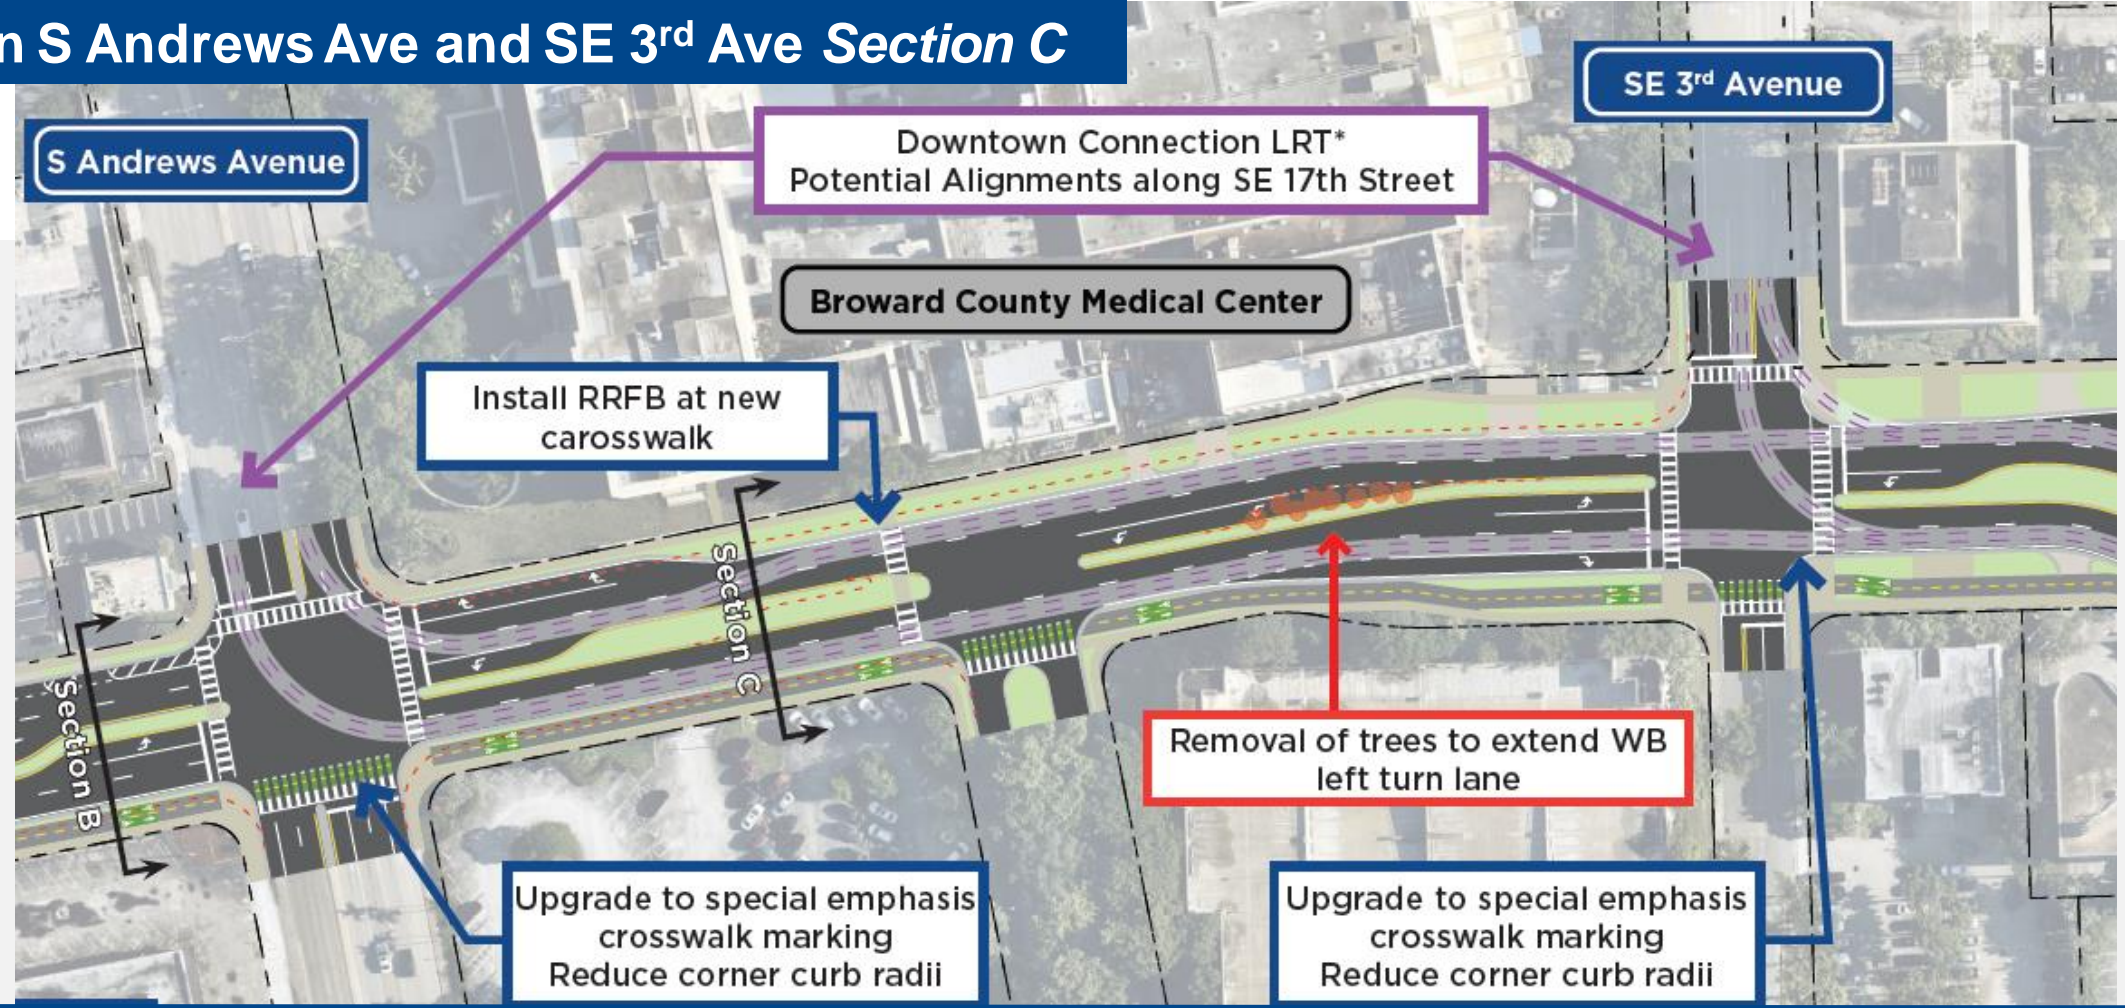 n S Andrews Ave and SE 3rd Ave Section C
S Andrews Avenue
SE 3rd Avenue
Downtown Connection LRT*
Potential Alignments along SE 17th Street
Broward County Medical Center
Install RRFB at new
carosswalk
Section C
Section B
Removal of trees to extend WB
left turn lane
Upgrade to special emphasis
crosswalk marking
Reduce corner curb radii
Upgrade to special emphasis
crosswalk marking
Reduce corner curb radii